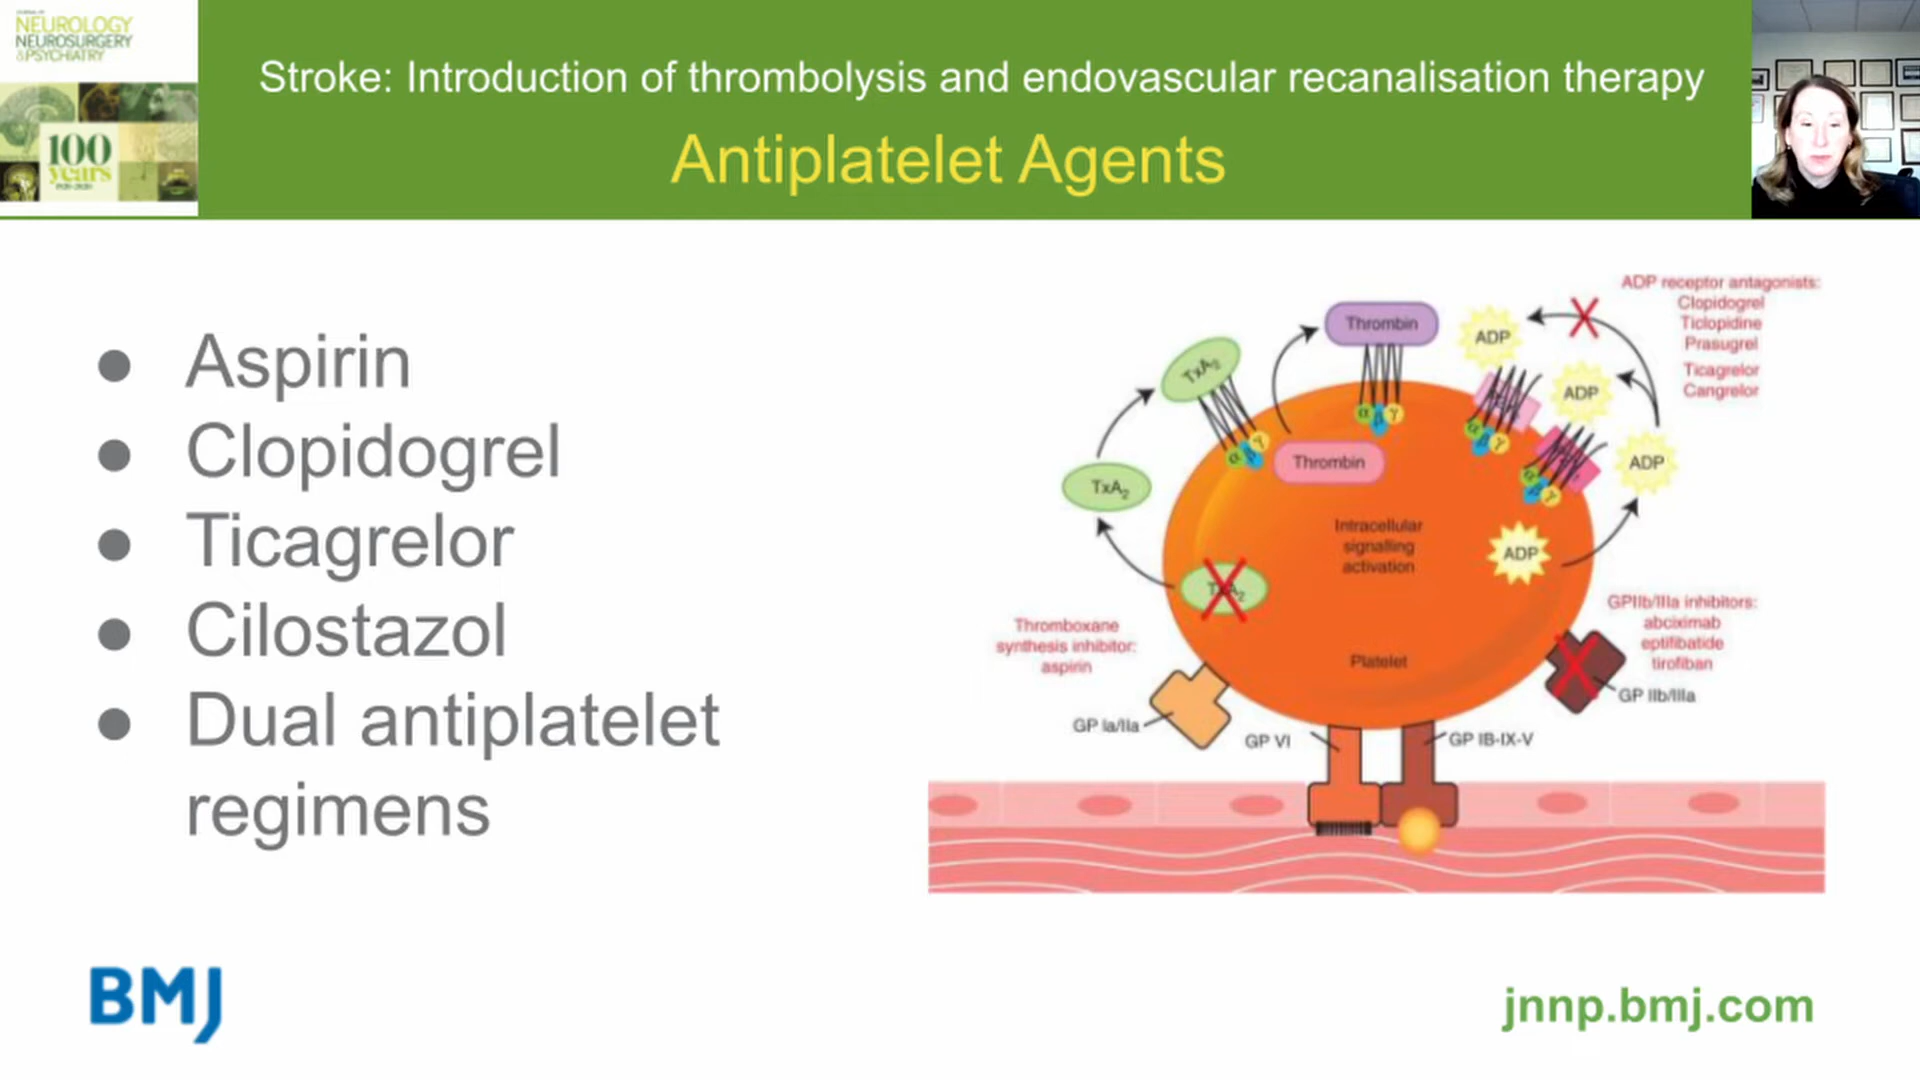 JOURNAL OF
NEUROLOGY
NEUROSURGERY
&PSYCHIATRY
100
years
Stroke: Introduction of thrombolysis and endovascular recanalisation therapy
Antiplatelet Agents
● Aspirin
● Clopidogrel
● Ticagrelor
● Cilostazol
● Dual antiplatelet
regimens
ADP receptor antagonists:
Clopidogrel
Ticlopidine
Prasugrel
Ticagrelor
Cangrelor
Thrombin
ADP
TxA₂
ADP
α β γ
α β γ
α β γ
Thrombin
ADP
TxA₂
α β γ
Intracellular
signalling
activation
ADP
TxA₂
GPIIb/IIIa inhibitors:
abciximab
eptifibatide
tirofiban
Thromboxane
synthesis inhibitor:
aspirin
Platelet
GP IIb/IIIa
GP Ia/IIa
GP VI
GP IB-IX-V
BMJ
jnnp.bmj.com